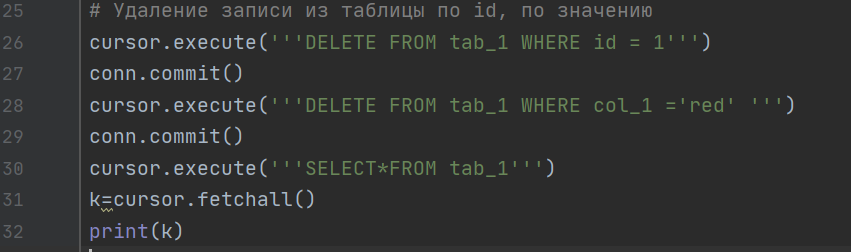 25 # Удаление записи из таблицы по id, по значению
26 cursor.execute('''DELETE FROM tab_1 WHERE id = 1''')
27 conn.commit()
28 cursor.execute('''DELETE FROM tab_1 WHERE col_1 ='red' ''')
29 conn.commit()
30 cursor.execute('''SELECT*FROM tab_1''')
31 k=cursor.fetchall()
32 print(k)